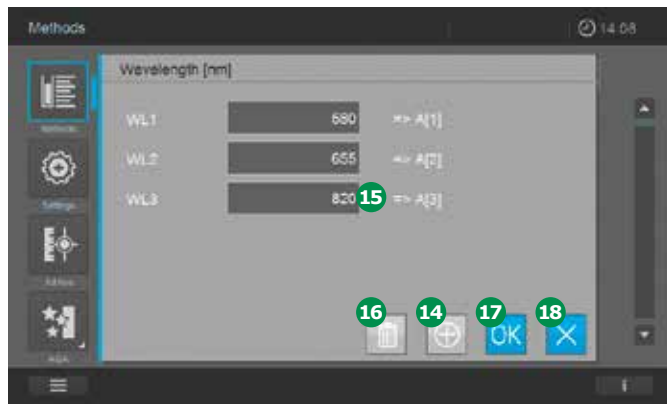 Methods
14:08
Wavelength [nm]
WL1 680 => A[1]
WL2 655 => A[2]
WL3 820 15 => A[3]
Methods
Settings
AQA
16 14 17 18
OK
i